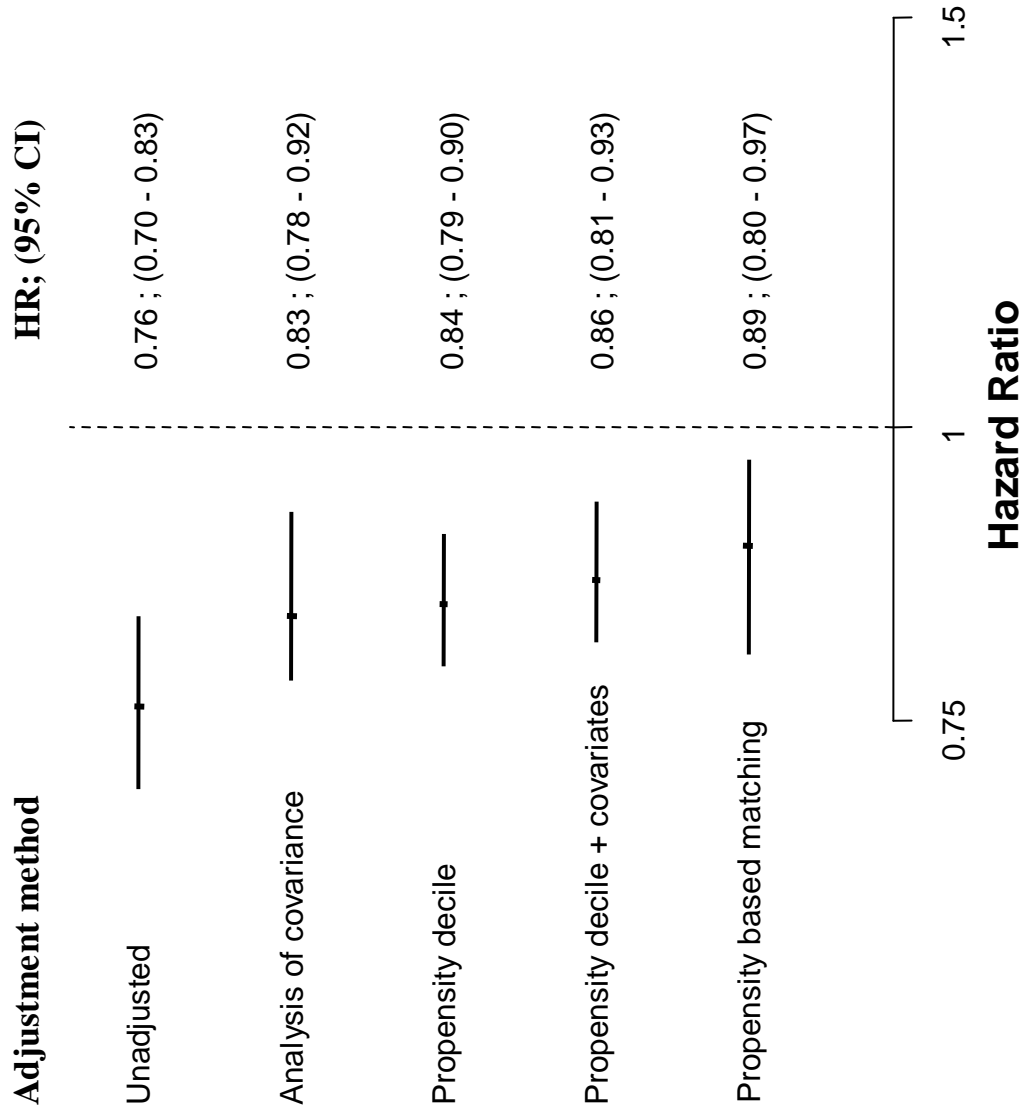 Adjustment method HR; (95% CI)
Unadjusted 0.76 ; (0.70 - 0.83)
Analysis of covariance 0.83 ; (0.78 - 0.92)
Propensity decile 0.84 ; (0.79 - 0.90)
Propensity decile + covariates 0.86 ; (0.81 - 0.93)
Propensity based matching 0.89 ; (0.80 - 0.97)
0.75 1 1.5
Hazard Ratio